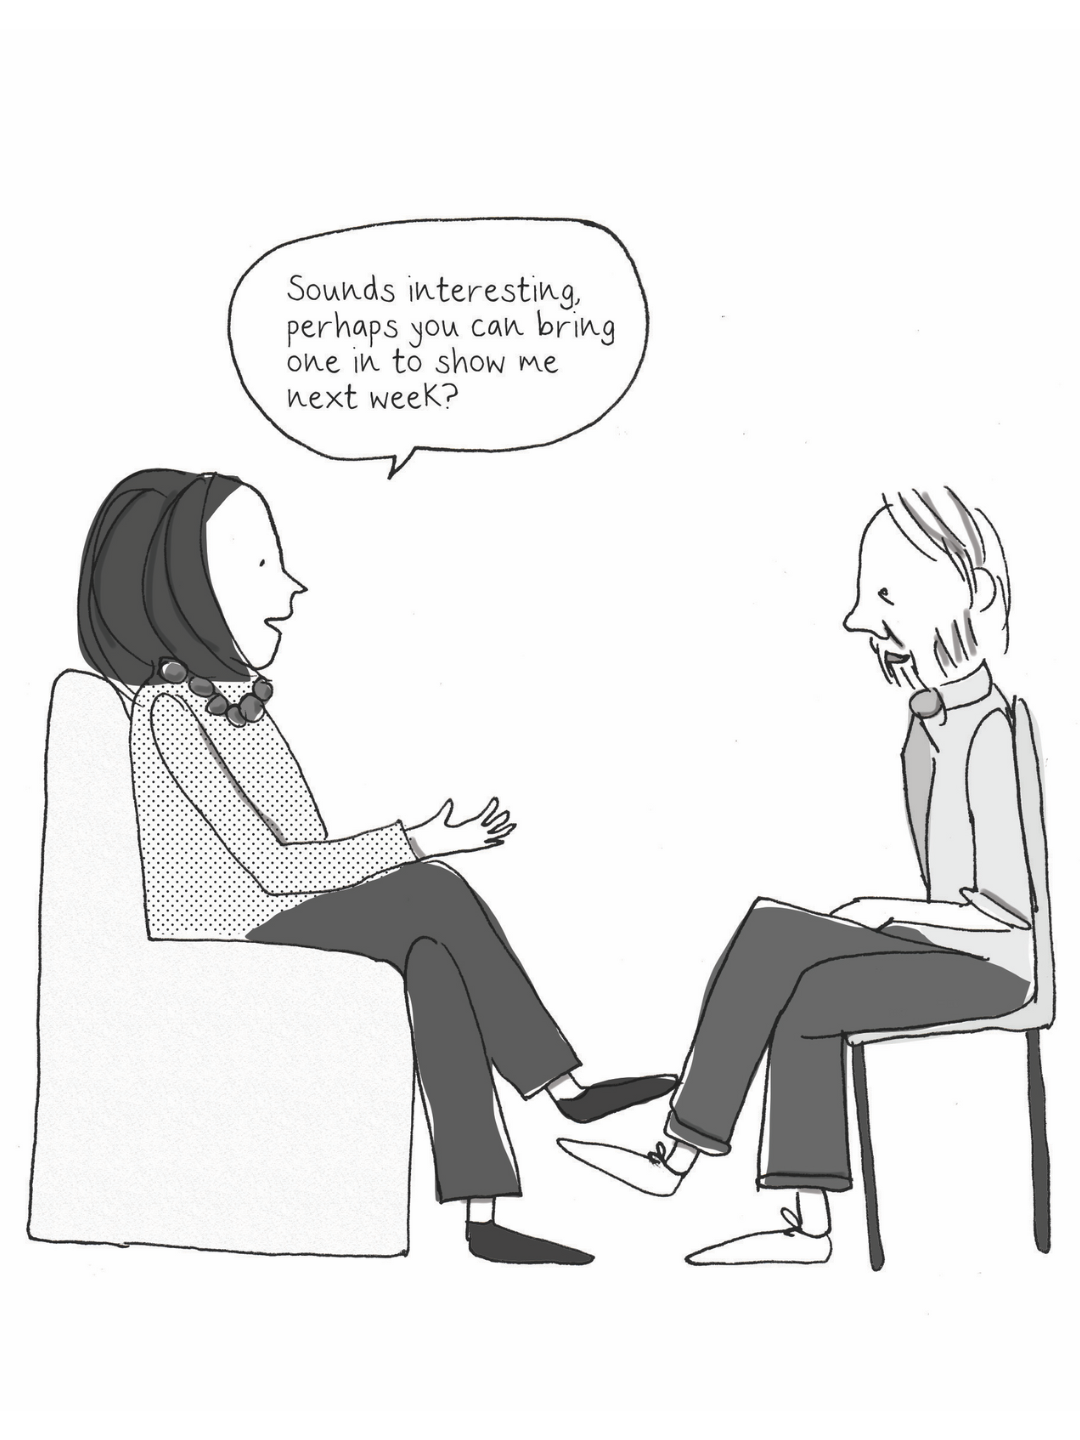 Sounds interesting,
perhaps you can bring
one in to show me
next week?